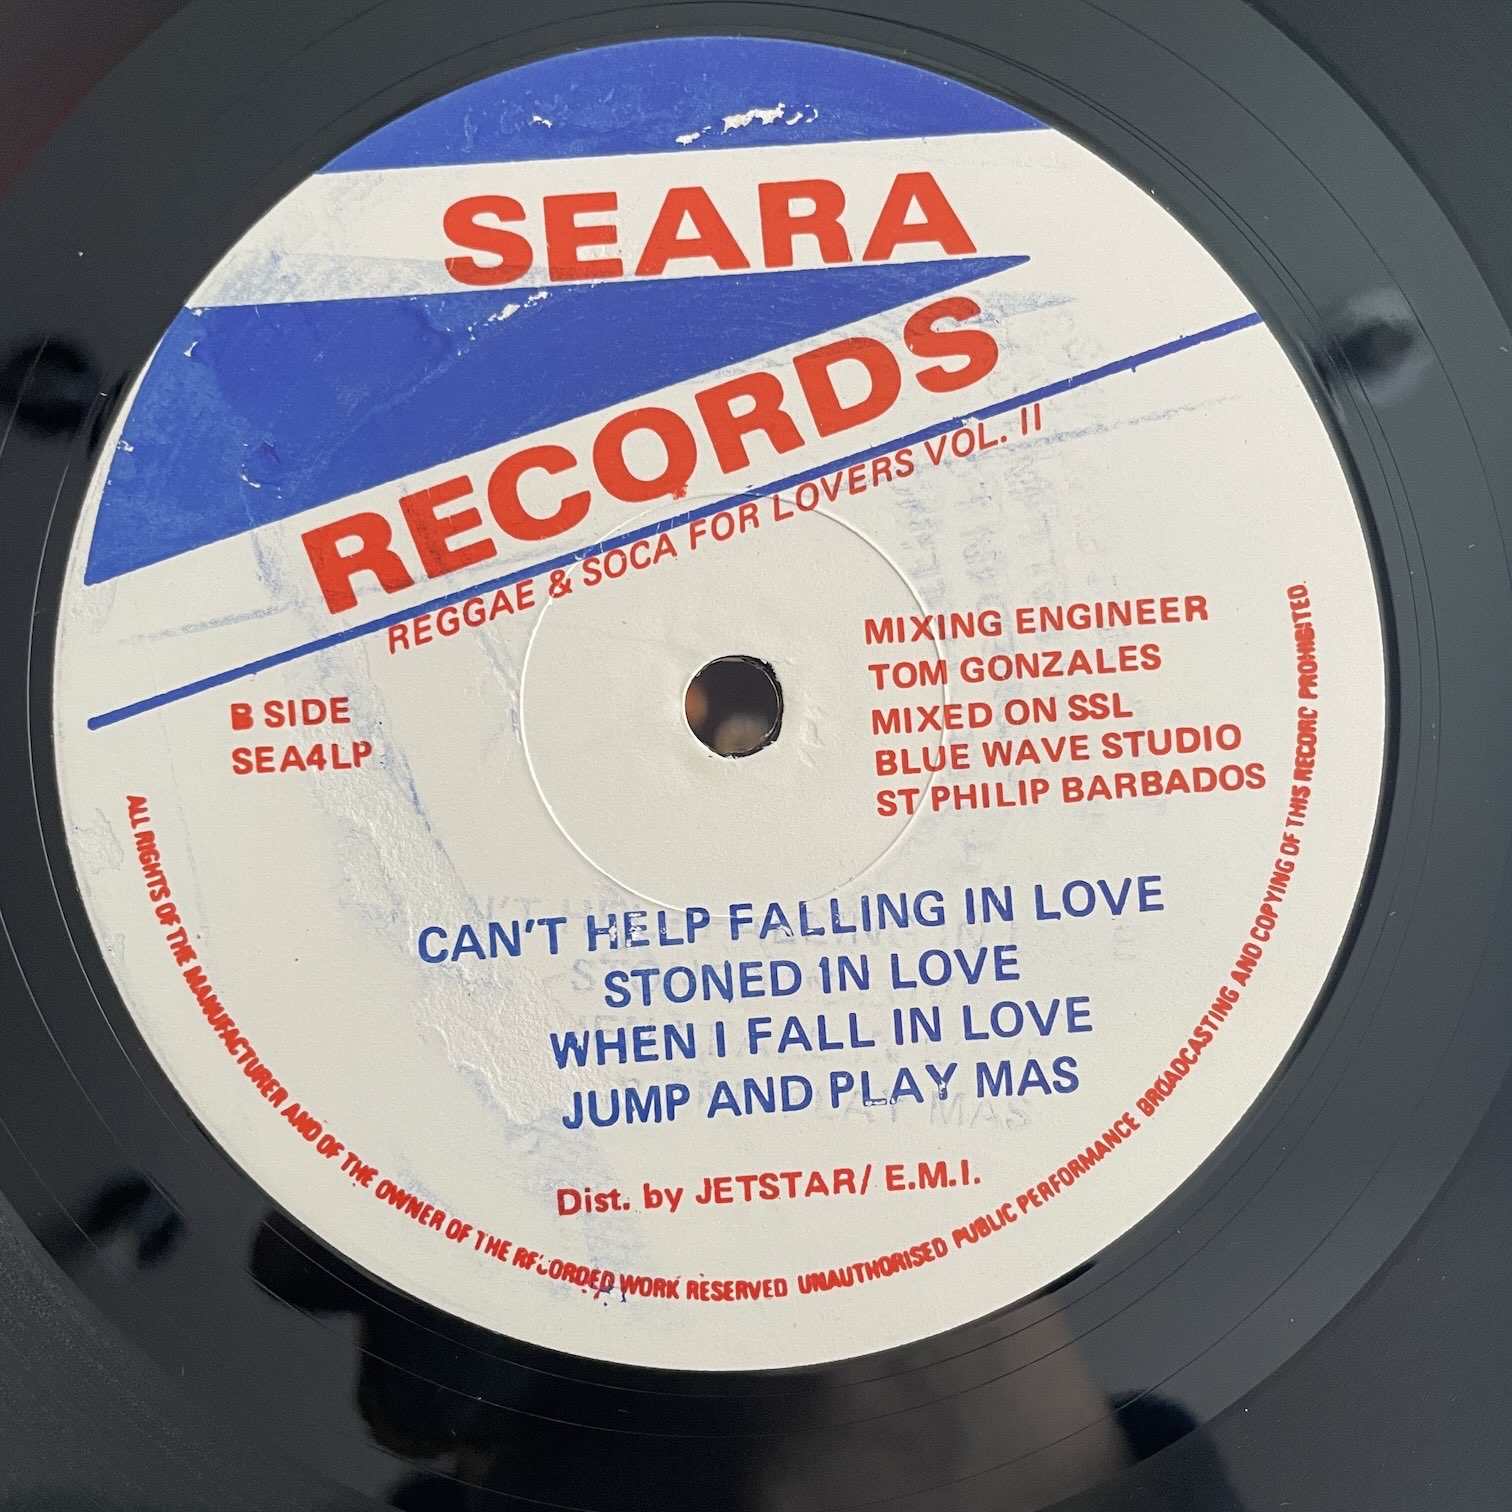 SEARA
RECORDS
REGGAE & SOCA FOR LOVERS VOL. II
B SIDE
SEA4LP
MIXING ENGINEER
TOM GONZALES
MIXED ON SSL
BLUE WAVE STUDIO
ST PHILIP BARBADOS
CAN'T HELP FALLING IN LOVE
STONED IN LOVE
WHEN I FALL IN LOVE
JUMP AND PLAY MAS
Dist. by JETSTAR/ E.M.I.
ALL RIGHTS OF THE MANUFACTURER AND OF THE OWNER OF THE RECORDED WORK RESERVED UNAUTHORISED PUBLIC PERFORMANCE BROADCASTING AND COPYING OF THIS RECORD PROHIBITED.